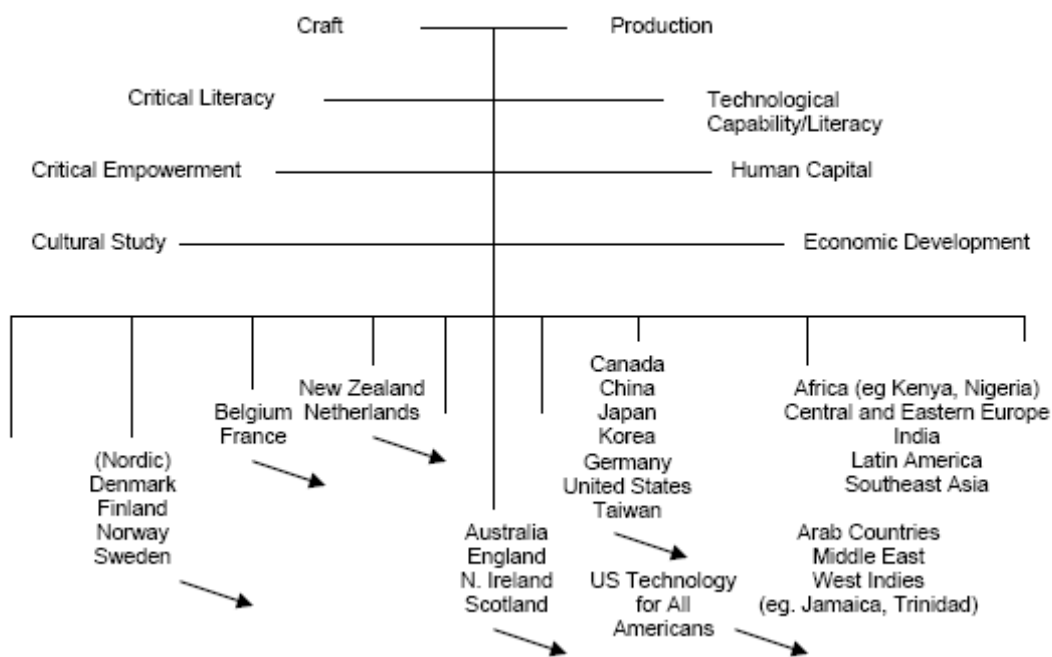 Craft
Production
Critical Literacy
Technological
Capability/Literacy
Critical Empowerment
Human Capital
Cultural Study
Economic Development
(Nordic)
Denmark
Finland
Norway
Sweden
Belgium
France
New Zealand
Netherlands
Australia
England
N. Ireland
Scotland
Canada
China
Japan
Korea
Germany
United States
Taiwan
US Technology
for All
Americans
Africa (eg Kenya, Nigeria)
Central and Eastern Europe
India
Latin America
Southeast Asia
Arab Countries
Middle East
West Indies
(eg. Jamaica, Trinidad)